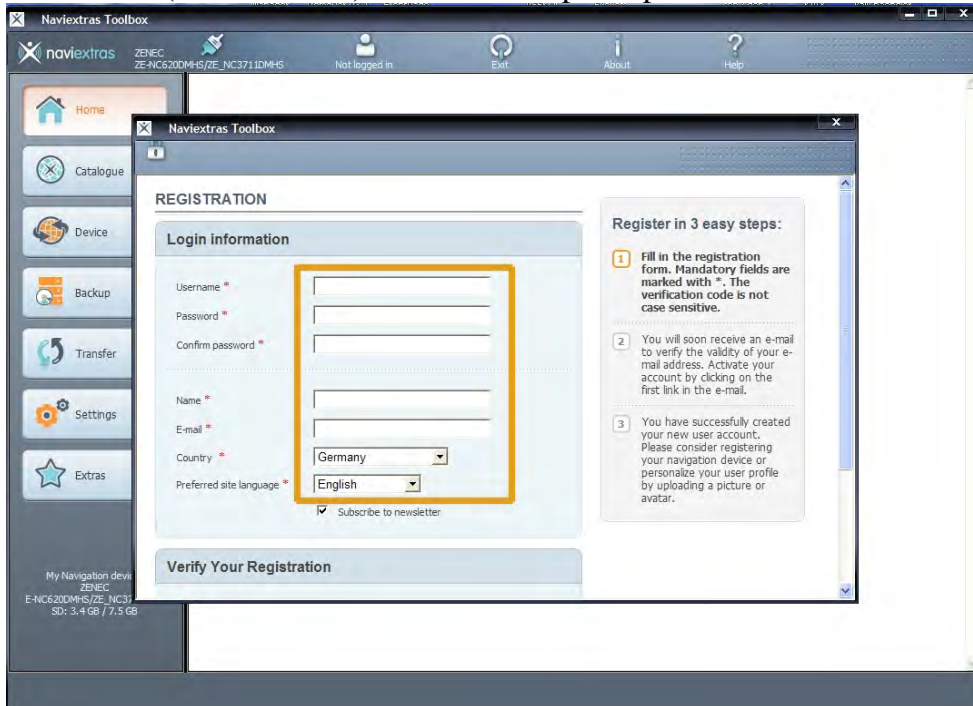 Naviextras Toolbox
naviextras
ZENEC
ZE-NC620DMHS/ZE_NC3711DMHS
Not logged in
Exit
About
Help
Home
Catalogue
Device
Backup
Transfer
Settings
Extras
My Navigation
ZENEC
SD: 3.4 GB / 7.5 GB
Naviextras Toolbox
REGISTRATION
Login information
Username *
Password *
Confirm password *
Name *
E-mail *
Country *
Germany
Preferred site language *
English
Subscribe to newsletter
Verify Your Registration
Register in 3 easy steps:
1
Fill in the registration
form. Mandatory fields are
marked with *. The
verification code is not
case sensitive.
2
You will soon receive an e-mail
to verify the validity of your e-
mail address. Activate your
account by clicking on the
first link in the e-mail.
3
You have successfully created
your new user account.
Please consider registering
your navigation device or
personalize your user profile
by uploading a picture or
avatar.